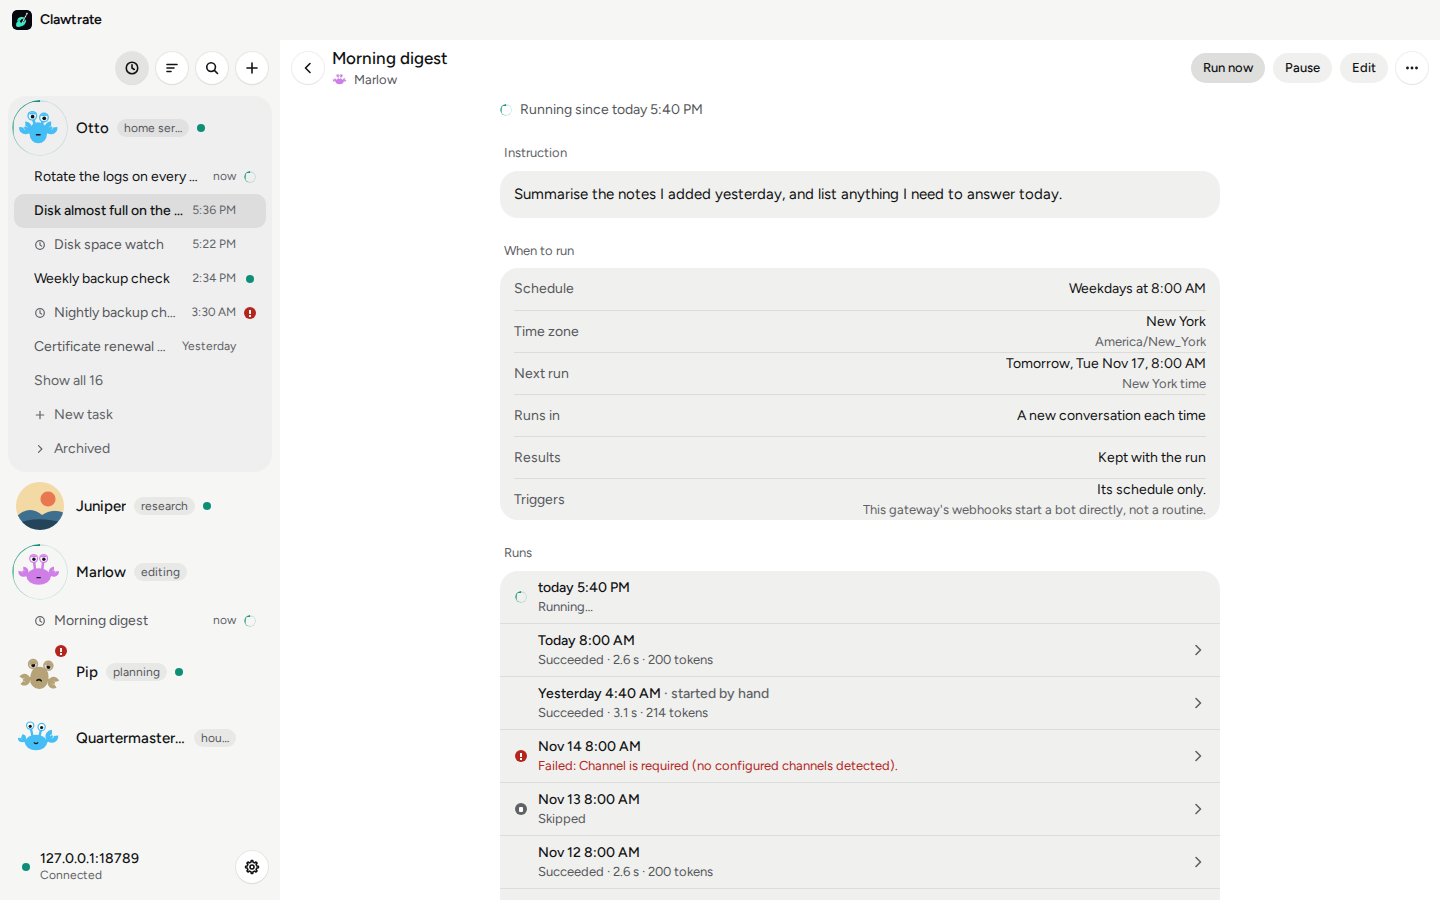 Clawtrate
Otto
home ser...
Rotate the logs on every ...
now
Disk almost full on the ...
5:36 PM
Disk space watch
5:22 PM
Weekly backup check
2:34 PM
Nightly backup ch...
3:30 AM
Certificate renewal ...
Yesterday
Show all 16
New task
Archived
Juniper
research
Marlow
editing
Morning digest
now
Pip
planning
Quartermaster...
hou...
127.0.0.1:18789
Connected
Morning digest
Marlow
Run now
Pause
Edit
Running since today 5:40 PM
Instruction
Summarise the notes I added yesterday, and list anything I need to answer today.
When to run
Schedule
Weekdays at 8:00 AM
Time zone
New York
America/New_York
Next run
Tomorrow, Tue Nov 17, 8:00 AM
New York time
Runs in
A new conversation each time
Results
Kept with the run
Triggers
Its schedule only.
This gateway's webhooks start a bot directly, not a routine.
Runs
today 5:40 PM
Running...
Today 8:00 AM
Succeeded · 2.6 s · 200 tokens
Yesterday 4:40 AM · started by hand
Succeeded · 3.1 s · 214 tokens
Nov 14 8:00 AM
Failed: Channel is required (no configured channels detected).
Nov 13 8:00 AM
Skipped
Nov 12 8:00 AM
Succeeded · 2.6 s · 200 tokens